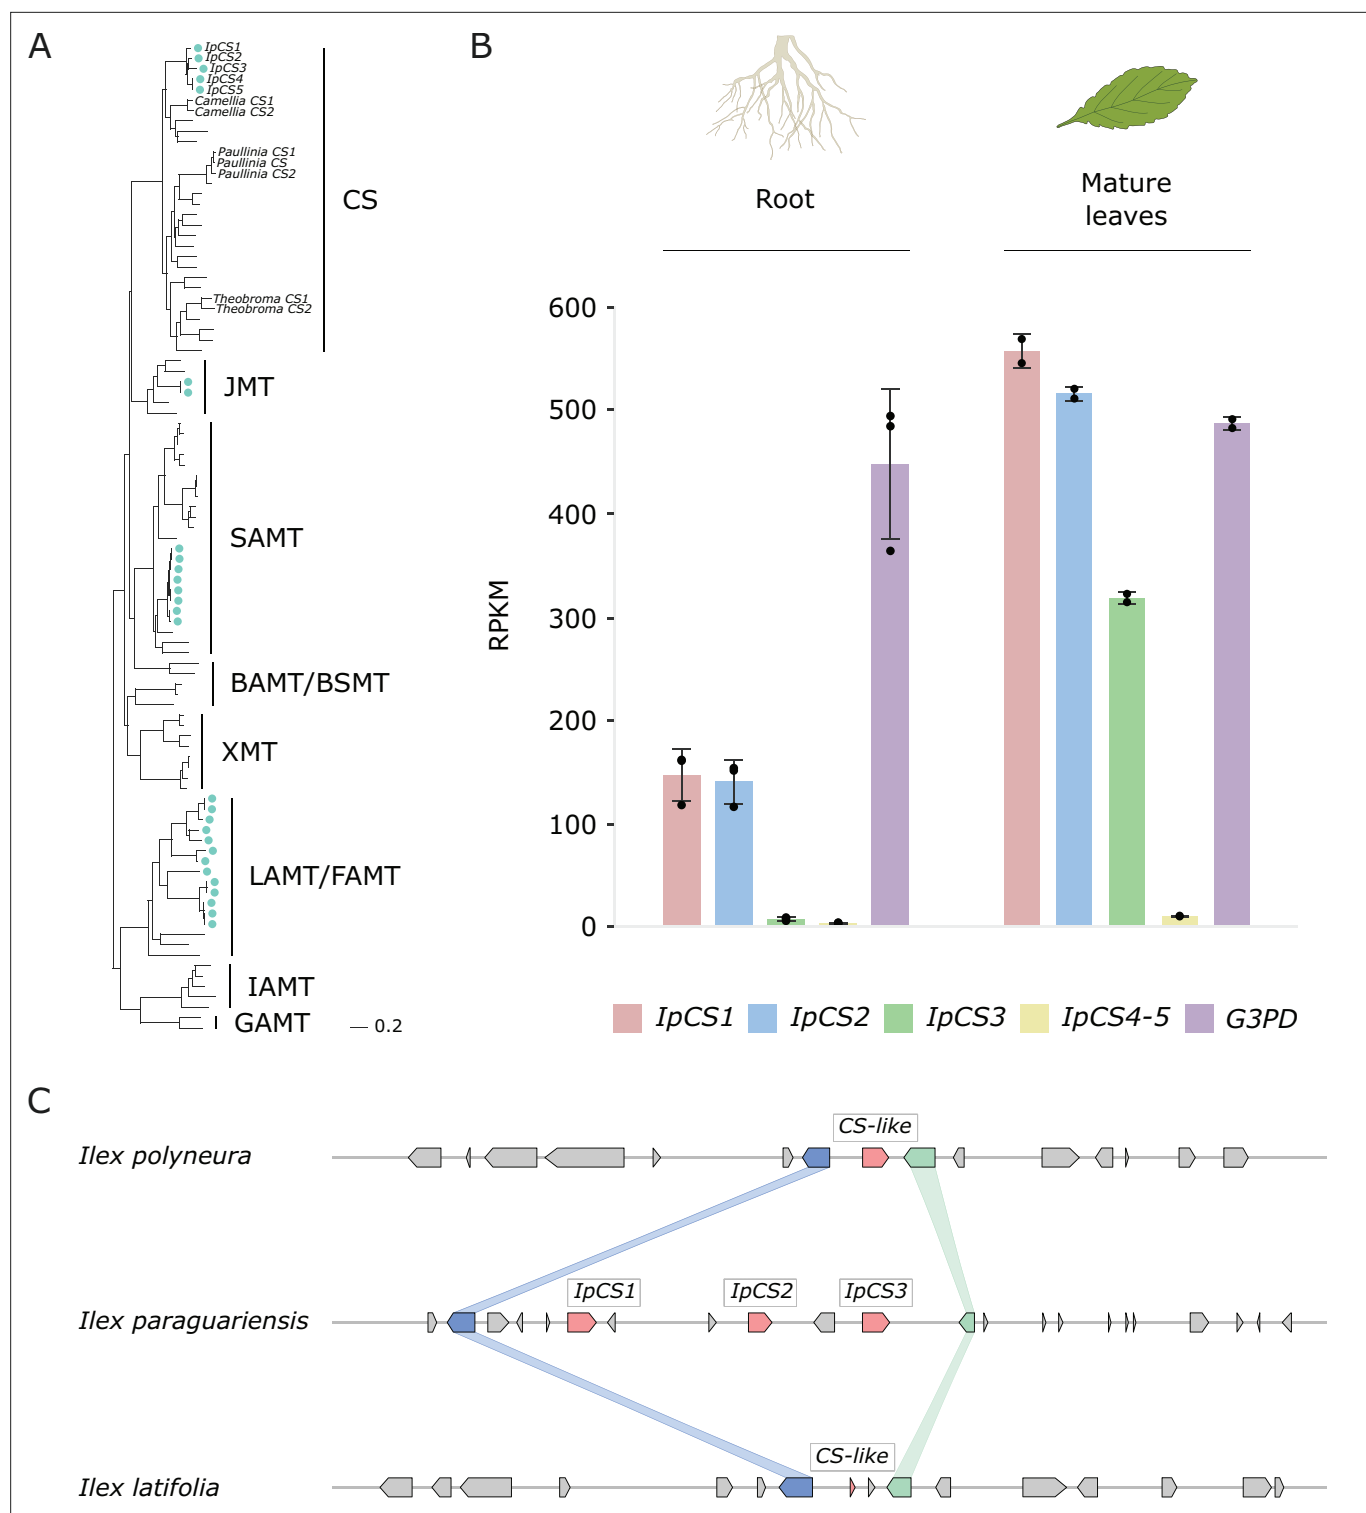 A
IpCS1
IpCS2
IpCS3
IpCS4
IpCS5
Camellia CS1
Camellia CS2
Paullinia CS1
Paullinia CS
Paullinia CS2
CS
Theobroma CS1
Theobroma CS2
JMT
SAMT
BAMT/BSMT
XMT
LAMT/FAMT
IAMT
GAMT
0.2
B
Root
Mature
leaves
600
500
400
300
200
100
0
RPKM
IpCS1 IpCS2 IpCS3 IpCS4-5 G3PD
C
CS-like
Ilex polyneura
IpCS1 IpCS2 IpCS3
Ilex paraguariensis
CS-like
Ilex latifolia